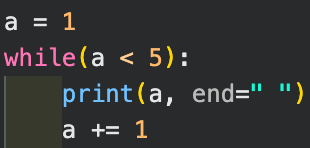 a = 1
while(a < 5):
    print(a, end=" ")
    a += 1